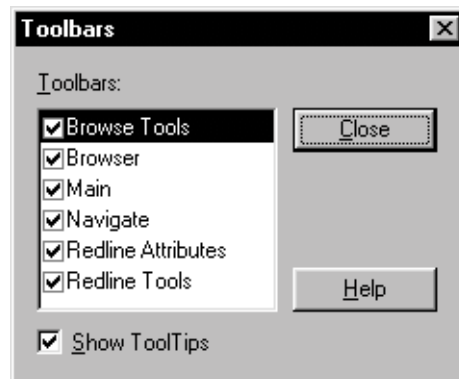 Toolbars
Toolbars:
Browse Tools
Browser
Main
Navigate
Redline Attributes
Redline Tools
Close
Help
Show ToolTips